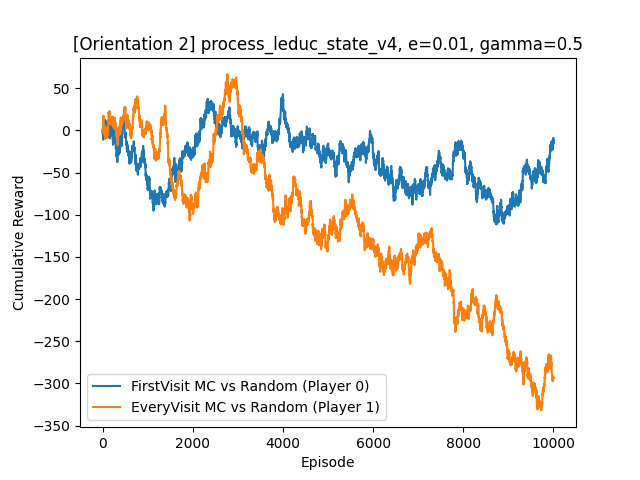 [Orientation 2] process_leduc_state_v4, e=0.01, gamma=0.5
50
0
−50
−100
−150
−200
−250
−300
−350
Cumulative Reward
FirstVisit MC vs Random (Player 0)
EveryVisit MC vs Random (Player 1)
0 2000 4000 6000 8000 10000
Episode